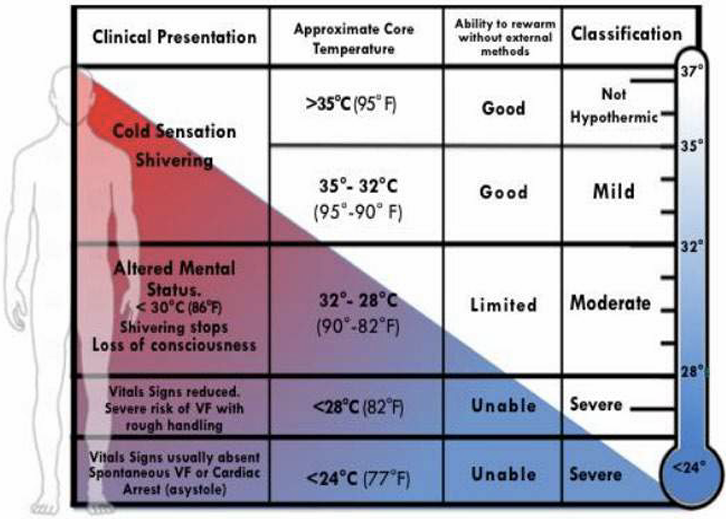 Clinical Presentation
Approximate Core
Temperature
Ability to rewarm
without external
methods
Classification
37°
Cold Sensation
Shivering
>35°C (95° F)
Good
Not
Hypothermic
35°
35°- 32°C
(95°-90° F)
Good
Mild
32°
Altered Mental
Status.
< 30°C (86°F)
Shivering stops
Loss of consciousness
32°- 28°C
(90°-82°F)
Limited
Moderate
28°
Vitals Signs reduced.
Severe risk of VF with
rough handling
<28°C (82°F)
Unable
Severe
Vitals Signs usually absent
Spontaneous VF or Cardiac
Arrest (asystole)
<24°C (77°F)
Unable
Severe
<24°